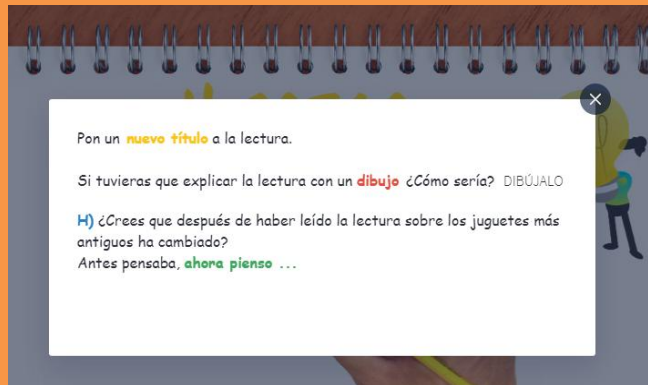 Pon un nuevo título a la lectura.
Si tuvieras que explicar la lectura con un dibujo ¿Cómo sería? DIBÚJALO
H) ¿Crees que después de haber leído la lectura sobre los juguetes más
antiguos ha cambiado?
Antes pensaba, ahora pienso ...